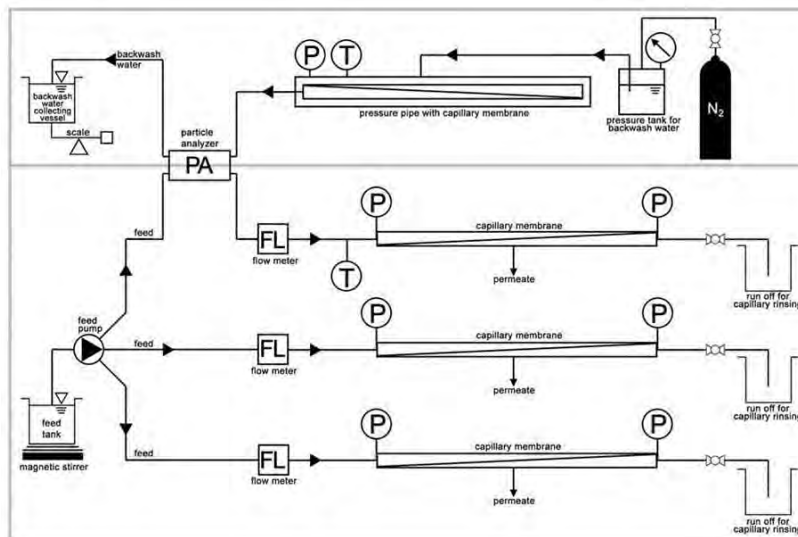 backwash
water
P
T
backwash
water
collecting
vessel
scale
pressure pipe with capillary membrane
pressure tank for
backwash water
N2
particle
analyzer
PA
feed
FL
flow meter
T
P
capillary membrane
P
permeate
run off for
capillary rinsing
feed
pump
feed
FL
flow meter
P
capillary membrane
P
permeate
run off for
capillary rinsing
feed
tank
magnetic stirrer
feed
FL
flow meter
P
capillary membrane
P
permeate
run off for
capillary rinsing